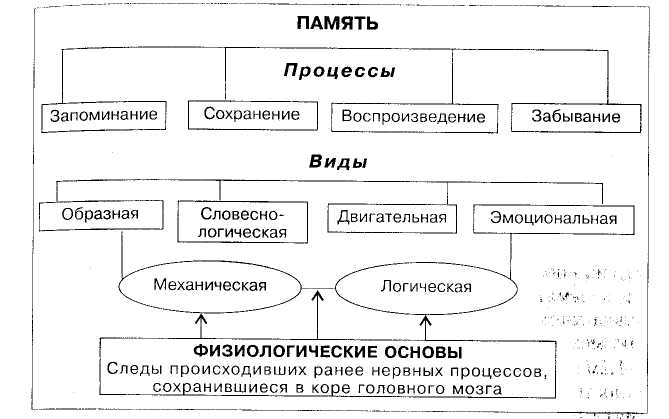 ПАМЯТЬ
Процессы
Запоминание
Сохранение
Воспроизведение
Забывание
Виды
Образная
Словесно-
логическая
Двигательная
Эмоциональная
Механическая
Логическая
ФИЗИОЛОГИЧЕСКИЕ ОСНОВЫ
Следы происходивших ранее нервных процессов,
сохранившиеся в коре головного мозга